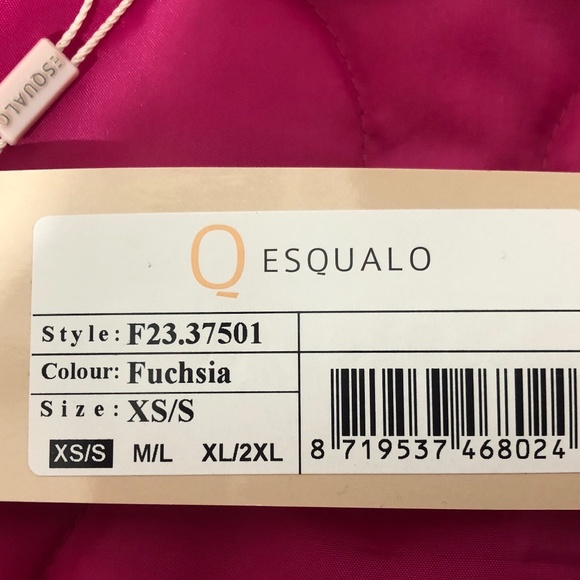 ESQUALO
Q ESQUALO
Style: F23.37501
Colour: Fuchsia
Size: XS/S
XS/S M/L XL/2XL
8 719537 468024